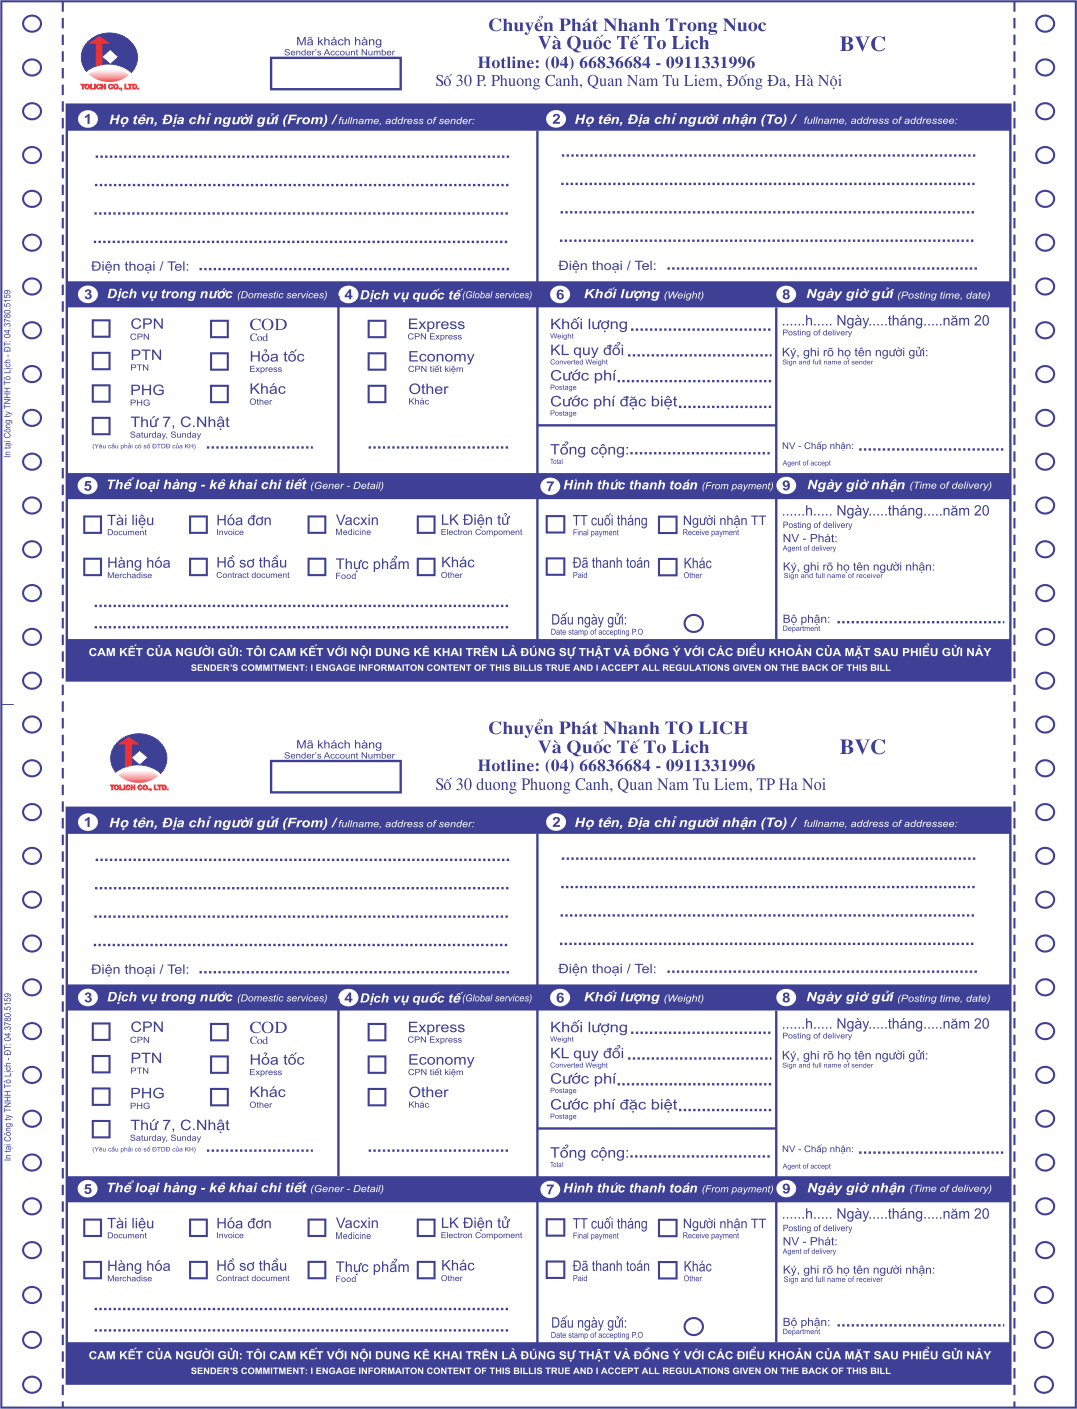 Chuyển Phát Nhanh Trong Nuoc
Và Quốc Tế To Lich
BVC
Hotline: (04) 66836684 - 0911331996
Số 30 P. Phuong Canh, Quan Nam Tu Liem, Đống Đa, Hà Nội
TOLICH CO., LTD.
Mã khách hàng
Sender's Account Number
1 Họ tên, Địa chỉ người gửi (From) / fullname, address of sender:
2 Họ tên, Địa chỉ người nhận (To) / fullname, address of addressee:
Điện thoại / Tel:
Điện thoại / Tel:
3 Dịch vụ trong nước (Domestic services)
4 Dịch vụ quốc tế (Global services)
6 Khối lượng (Weight)
8 Ngày giờ gửi (Posting time, date)
CPN
CPN
COD
Cod
PTN
PTN
Hỏa tốc
Express
PHG
PHG
Khác
Other
Thứ 7, C.Nhật
Saturday, Sunday
(Yêu cầu phải có số ĐTDĐ của KH)
Express
CPN Express
Economy
CPN tiết kiệm
Other
Khác
Khối lượng
Weight
KL quy đổi
Converted Weight
Cước phí
Postage
Cước phí đặc biệt
Postage
Tổng cộng:
Total
......h..... Ngày.....tháng.....năm 20
Posting of delivery
Ký, ghi rõ họ tên người gửi:
Sign and full name of sender
NV - Chấp nhận:
Agent of accept
5 Thể loại hàng - kê khai chi tiết (Gener - Detail)
7 Hình thức thanh toán (From payment)
9 Ngày giờ nhận (Time of delivery)
Tài liệu
Document
Hóa đơn
Invoice
Vacxin
Medicine
LK Điện tử
Electron Compoment
Hàng hóa
Merchadise
Hồ sơ thầu
Contract document
Thực phẩm
Food
Khác
Other
TT cuối tháng
Final payment
Người nhận TT
Receive payment
Đã thanh toán
Paid
Khác
Other
Dấu ngày gửi:
Date stamp of accepting P.O
......h..... Ngày.....tháng.....năm 20
Posting of delivery
NV - Phát:
Agent of delivery
Ký, ghi rõ họ tên người nhận:
Sign and full name of receiver
Bộ phận:
Department
CAM KẾT CỦA NGƯỜI GỬI: TÔI CAM KẾT VỚI NỘI DUNG KÊ KHAI TRÊN LÀ ĐÚNG SỰ THẬT VÀ ĐỒNG Ý VỚI CÁC ĐIỀU KHOẢN CỦA MẶT SAU PHIẾU GỬI NÀY
SENDER'S COMMITMENT: I ENGAGE INFORMAITON CONTENT OF THIS BILLIS TRUE AND I ACCEPT ALL REGULATIONS GIVEN ON THE BACK OF THIS BILL
In tại Công ty TNHH Tô Lịch - ĐT: 04.3780.5159
Chuyển Phát Nhanh TO LICH
Và Quốc Tế To Lich
BVC
Hotline: (04) 66836684 - 0911331996
Số 30 duong Phuong Canh, Quan Nam Tu Liem, TP Ha Noi
TOLICH CO., LTD.
Mã khách hàng
Sender's Account Number
1 Họ tên, Địa chỉ người gửi (From) / fullname, address of sender:
2 Họ tên, Địa chỉ người nhận (To) / fullname, address of addressee:
Điện thoại / Tel:
Điện thoại / Tel:
3 Dịch vụ trong nước (Domestic services)
4 Dịch vụ quốc tế (Global services)
6 Khối lượng (Weight)
8 Ngày giờ gửi (Posting time, date)
CPN
CPN
COD
Cod
PTN
PTN
Hỏa tốc
Express
PHG
PHG
Khác
Other
Thứ 7, C.Nhật
Saturday, Sunday
(Yêu cầu phải có số ĐTDĐ của KH)
Express
CPN Express
Economy
CPN tiết kiệm
Other
Khác
Khối lượng
Weight
KL quy đổi
Converted Weight
Cước phí
Postage
Cước phí đặc biệt
Postage
Tổng cộng:
Total
......h..... Ngày.....tháng.....năm 20
Posting of delivery
Ký, ghi rõ họ tên người gửi:
Sign and full name of sender
NV - Chấp nhận:
Agent of accept
5 Thể loại hàng - kê khai chi tiết (Gener - Detail)
7 Hình thức thanh toán (From payment)
9 Ngày giờ nhận (Time of delivery)
Tài liệu
Document
Hóa đơn
Invoice
Vacxin
Medicine
LK Điện tử
Electron Compoment
Hàng hóa
Merchadise
Hồ sơ thầu
Contract document
Thực phẩm
Food
Khác
Other
TT cuối tháng
Final payment
Người nhận TT
Receive payment
Đã thanh toán
Paid
Khác
Other
Dấu ngày gửi:
Date stamp of accepting P.O
......h..... Ngày.....tháng.....năm 20
Posting of delivery
NV - Phát:
Agent of delivery
Ký, ghi rõ họ tên người nhận:
Sign and full name of receiver
Bộ phận:
Department
CAM KẾT CỦA NGƯỜI GỬI: TÔI CAM KẾT VỚI NỘI DUNG KÊ KHAI TRÊN LÀ ĐÚNG SỰ THẬT VÀ ĐỒNG Ý VỚI CÁC ĐIỀU KHOẢN CỦA MẶT SAU PHIẾU GỬI NÀY
SENDER'S COMMITMENT: I ENGAGE INFORMAITON CONTENT OF THIS BILLIS TRUE AND I ACCEPT ALL REGULATIONS GIVEN ON THE BACK OF THIS BILL
In tại Công ty TNHH Tô Lịch - ĐT: 04.3780.5159